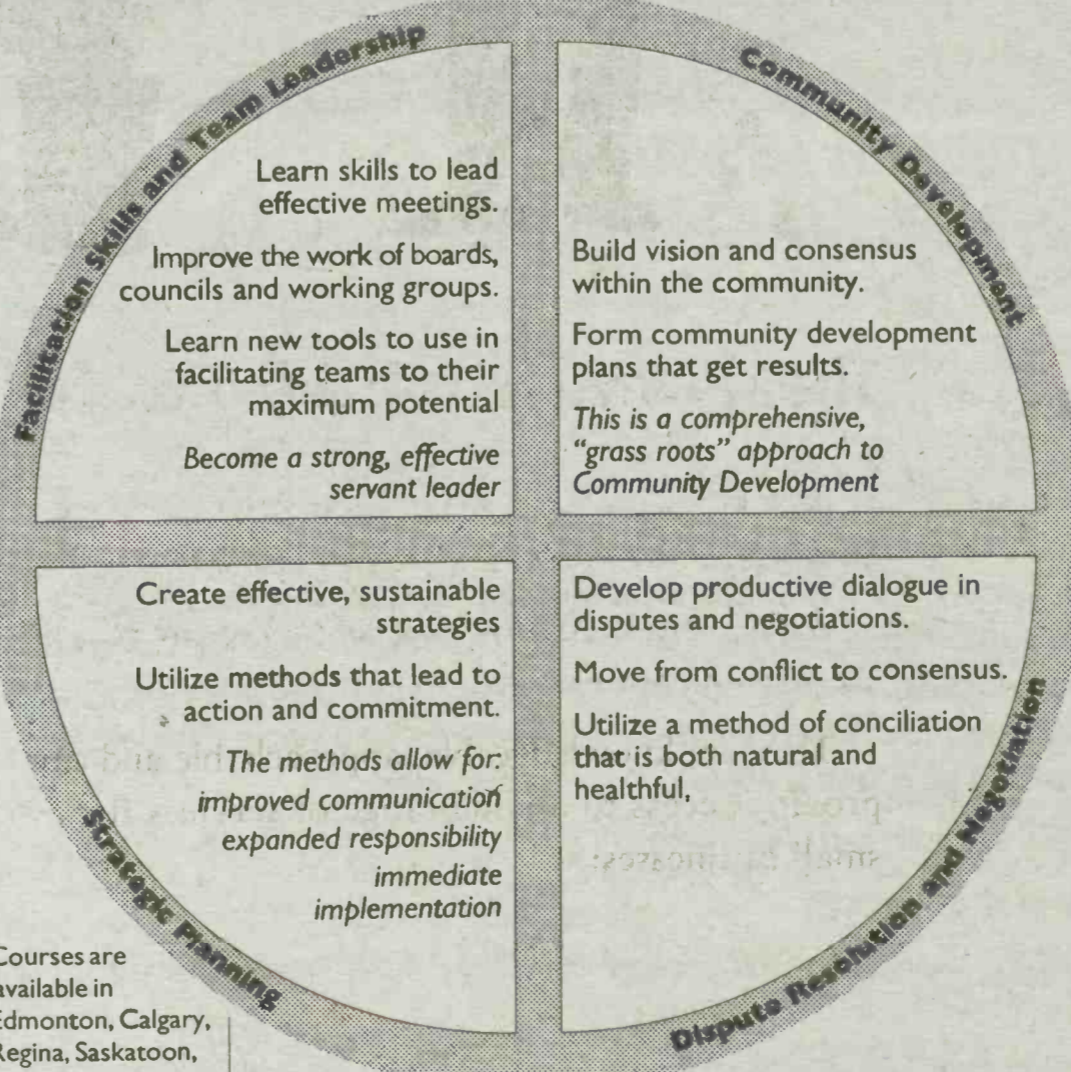 Facilitation Skills and Team Leadership
Learn skills to lead
effective meetings.
Improve the work of boards,
councils and working groups.
Learn new tools to use in
facilitating teams to their
maximum potential
Become a strong, effective
servant leader
Community Development
Build vision and consensus
within the community.
Form community development
plans that get results.
This is a comprehensive,
“grass roots” approach to
Community Development
Create effective, sustainable
strategies
Utilize methods that lead to
action and commitment.
The methods allow for:
improved communication
expanded responsibility
immediate
implementation
Strategic Planning
Develop productive dialogue in
disputes and negotiations.
Move from conflict to consensus.
Utilize a method of conciliation
that is both natural and
healthful,
Dispute Resolution and Negotiation
Courses are
available in
Edmonton, Calgary,
Regina, Saskatoon,